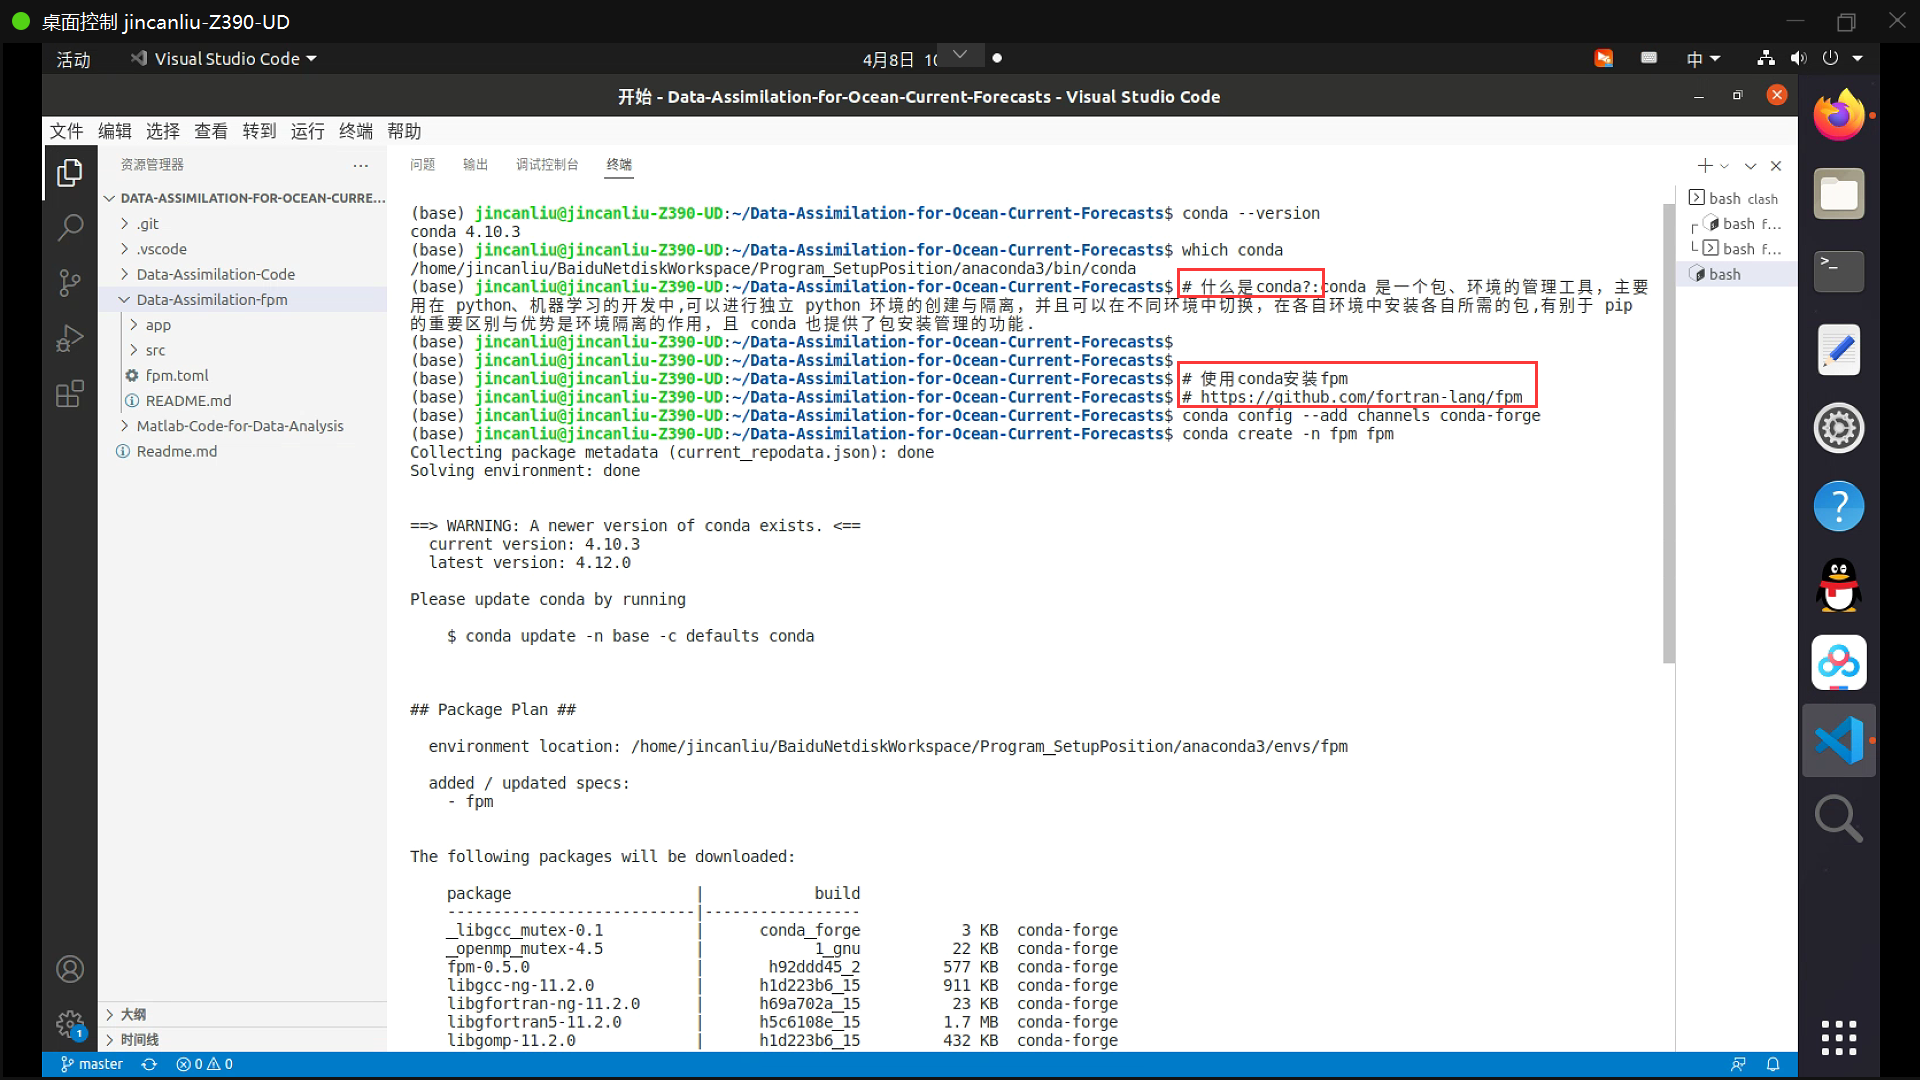 桌面控制 jincanliu-Z390-UD
活动
Visual Studio Code
4月8日
中
开始 - Data-Assimilation-for-Ocean-Current-Forecasts - Visual Studio Code
文件 编辑 选择 查看 转到 运行 终端 帮助
资源管理器
DATA-ASSIMILATION-FOR-OCEAN-CURRE...
.git
.vscode
Data-Assimilation-Code
Data-Assimilation-fpm
app
src
fpm.toml
README.md
Matlab-Code-for-Data-Analysis
Readme.md
大纲
时间线
问题 输出 调试控制台 终端
(base) jincanliu@jincanliu-Z390-UD:~/Data-Assimilation-for-Ocean-Current-Forecasts$ conda --version
conda 4.10.3
(base) jincanliu@jincanliu-Z390-UD:~/Data-Assimilation-for-Ocean-Current-Forecasts$ which conda
/home/jincanliu/BaiduNetdiskWorkspace/Program_SetupPosition/anaconda3/bin/conda
(base) jincanliu@jincanliu-Z390-UD:~/Data-Assimilation-for-Ocean-Current-Forecasts$ # 什么是conda?:conda 是一个包、环境的管理工具，主要
用在 python、机器学习的开发中,可以进行独立 python 环境的创建与隔离，并且可以在不同环境中切换，在各自环境中安装各自所需的包,有别于 pip
的重要区别与优势是环境隔离的作用，且 conda 也提供了包安装管理的功能.
(base) jincanliu@jincanliu-Z390-UD:~/Data-Assimilation-for-Ocean-Current-Forecasts$
(base) jincanliu@jincanliu-Z390-UD:~/Data-Assimilation-for-Ocean-Current-Forecasts$
(base) jincanliu@jincanliu-Z390-UD:~/Data-Assimilation-for-Ocean-Current-Forecasts$ # 使用conda安装fpm
(base) jincanliu@jincanliu-Z390-UD:~/Data-Assimilation-for-Ocean-Current-Forecasts$ # https://github.com/fortran-lang/fpm
(base) jincanliu@jincanliu-Z390-UD:~/Data-Assimilation-for-Ocean-Current-Forecasts$ conda config --add channels conda-forge
(base) jincanliu@jincanliu-Z390-UD:~/Data-Assimilation-for-Ocean-Current-Forecasts$ conda create -n fpm fpm
Collecting package metadata (current_repodata.json): done
Solving environment: done
==> WARNING: A newer version of conda exists. <==
current version: 4.10.3
latest version: 4.12.0
Please update conda by running
$ conda update -n base -c defaults conda
## Package Plan ##
environment location: /home/jincanliu/BaiduNetdiskWorkspace/Program_SetupPosition/anaconda3/envs/fpm
added / updated specs:
- fpm
The following packages will be downloaded:
package | build
---------------------------|-----------------
_libgcc_mutex-0.1 | conda_forge 3 KB conda-forge
_openmp_mutex-4.5 | 1_gnu 22 KB conda-forge
fpm-0.5.0 | h92ddd45_2 577 KB conda-forge
libgcc-ng-11.2.0 | h1d223b6_15 911 KB conda-forge
libgfortran-ng-11.2.0 | h69a702a_15 23 KB conda-forge
libgfortran5-11.2.0 | h5c6108e_15 1.7 MB conda-forge
libgomp-11.2.0 | h1d223b6_15 432 KB conda-forge
bash clash
bash f...
bash f...
bash
1
master
0 0